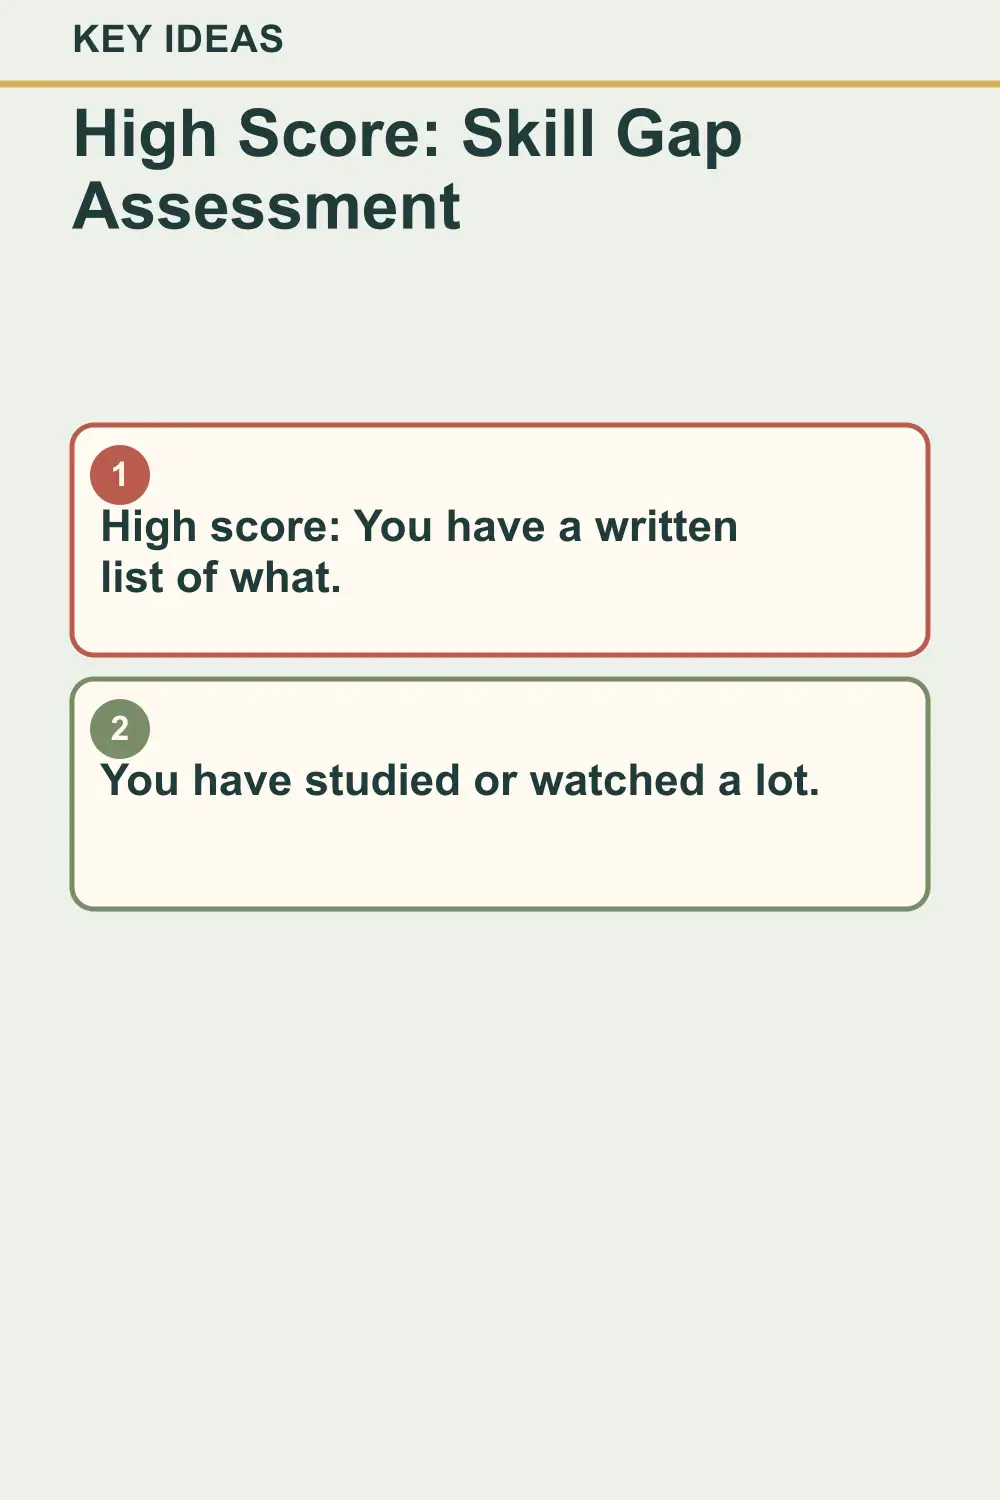 KEY IDEAS
High Score: Skill Gap
Assessment
1
High score: You have a written
list of what.
2
You have studied or watched a lot.